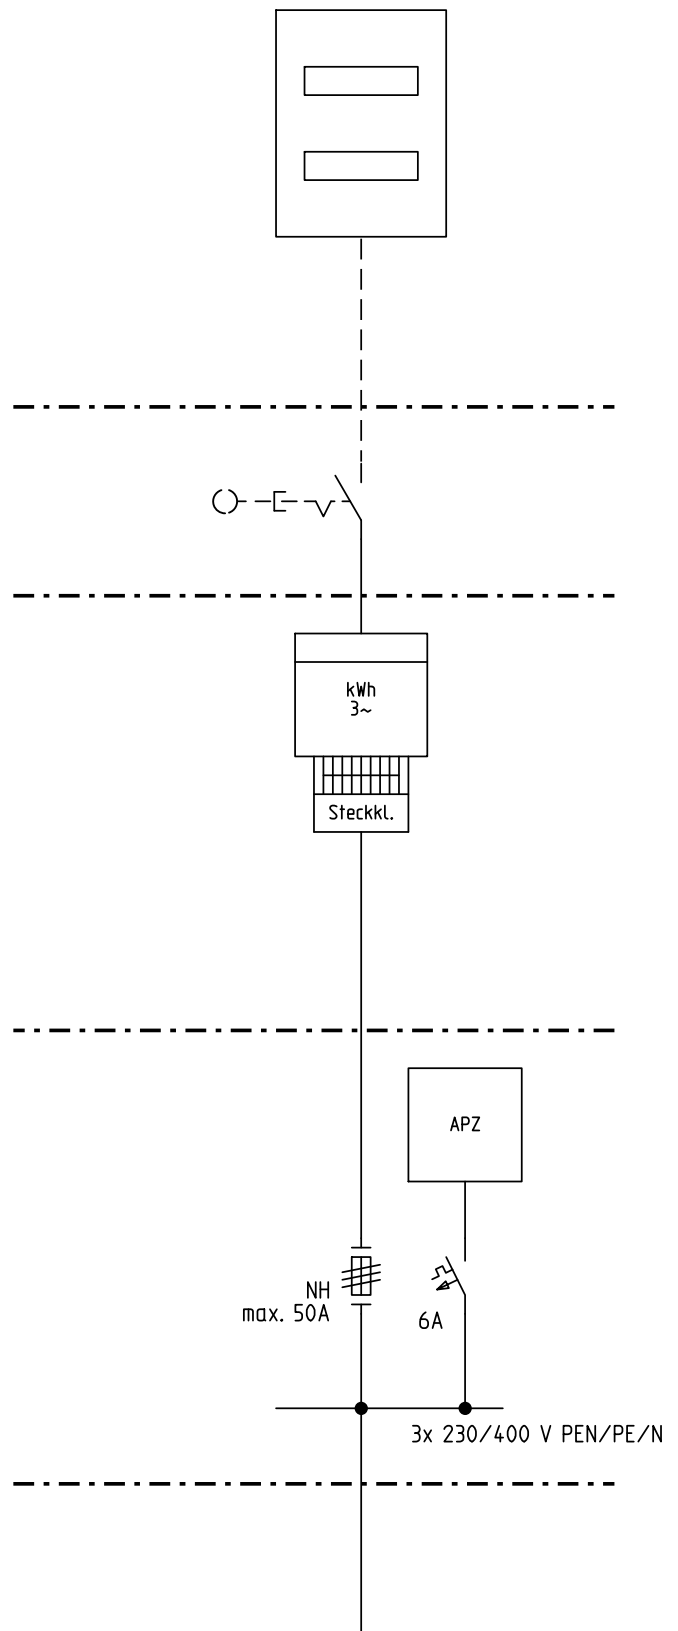 kWh
3~
Steckkl.
APZ
NH
max. 50A
6A
3x 230/400 V PEN/PE/N